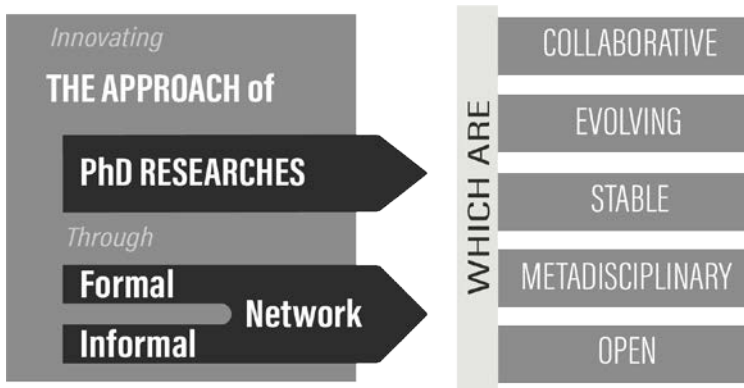 Innovating
THE APPROACH of
PhD RESEARCHES
Through
Formal
Network
Informal
WHICH ARE
COLLABORATIVE
EVOLVING
STABLE
METADISCIPLINARY
OPEN